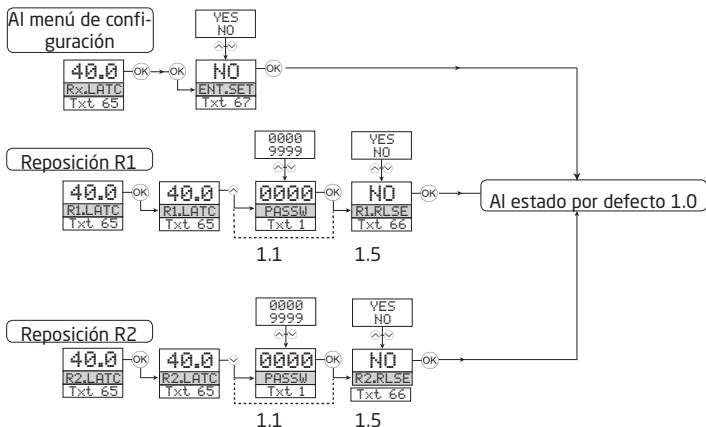 Al menú de confi-
guración
YES
NO
40.0
Rx.LATC
Txt 65
OK
OK
NO
ENT.SET
Txt 67
OK
Reposición R1
0000
9999
YES
NO
40.0
R1.LATC
Txt 65
OK
40.0
R1.LATC
Txt 65
0000
PASSW
Txt 1
OK
NO
R1.RLSE
Txt 66
OK
Al estado por defecto 1.0
1.1
1.5
Reposición R2
0000
9999
YES
NO
40.0
R2.LATC
Txt 65
OK
40.0
R2.LATC
Txt 65
0000
PASSW
Txt 1
OK
NO
R2.RLSE
Txt 66
OK
1.1
1.5